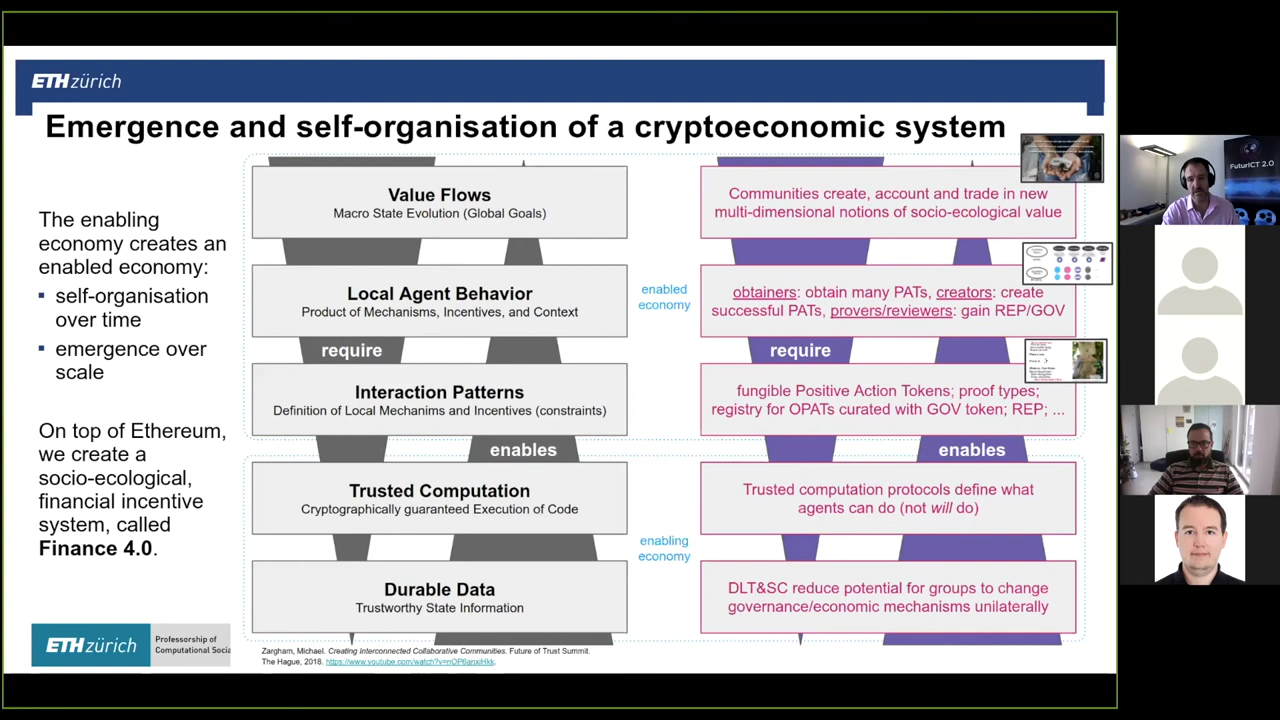 ETH zürich
Emergence and self-organisation of a cryptoeconomic system
The enabling
economy creates an
enabled economy:
▪ self-organisation
over time
▪ emergence over
scale
On top of Ethereum,
we create a
socio-ecological,
financial incentive
system, called
Finance 4.0.
Value Flows
Macro State Evolution (Global Goals)
Local Agent Behavior
Product of Mechanisms, Incentives, and Context
require
Interaction Patterns
Definition of Local Mechanims and Incentives (constraints)
enables
Trusted Computation
Cryptographically guaranteed Execution of Code
Durable Data
Trustworthy State Information
enabled
economy
enabling
economy
Communities create, account and trade in new
multi-dimensional notions of socio-ecological value
obtainers: obtain many PATs, creators: create
successful PATs, provers/reviewers: gain REP/GOV
require
fungible Positive Action Tokens; proof types;
registry for OPATs curated with GOV token; REP; ...
enables
Trusted computation protocols define what
agents can do (not will do)
DLT&SC reduce potential for groups to change
governance/economic mechanisms unilaterally
ETH zürich
Professorship of
Computational Socia
Zargham, Michael. Creating Interconnected Collaborative Communities. Future of Trust Summit.
The Hague, 2018. https://www.youtube.com/watch?v=nOP6anxiHkk.
FuturICT 2.0